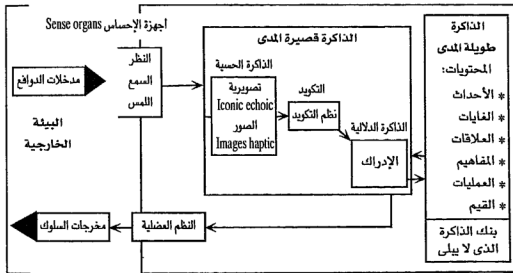 أجهزة الإحساس Sense organs
النظر
السمع
اللمس
مدخلات الدوافع
البيئة
الخارجية
الذاكرة قصيرة المدى
الذاكرة الحسية
تصويرية
Iconic echoic
الصور
Images haptic
التكويد
نظم التكويد
الذاكرة الدلالية
الإدراك
الذاكرة
طويلة المدى
المحتويات:
* الأحداث
* الغايات
* العلاقات
* المفاهيم
* العمليات
* القيم
بنك الذاكرة
الذى لا يبلى
النظم العضلية
مخرجات السلوك